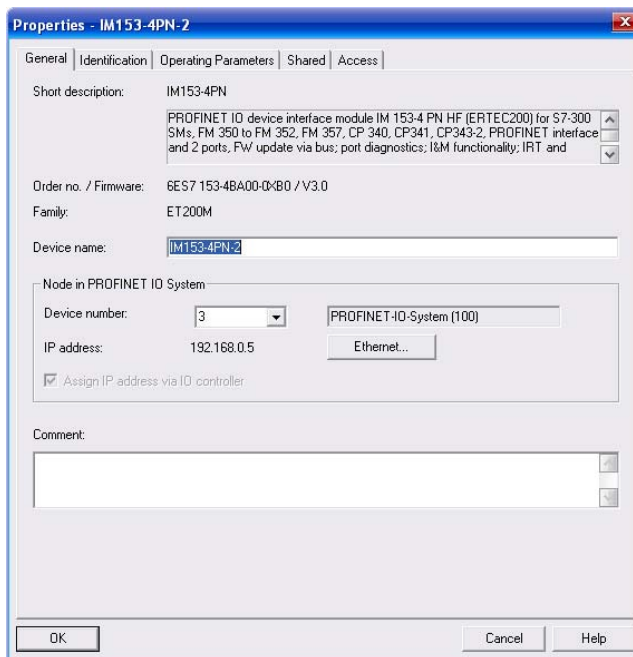 Properties - IM153-4PN-2
General Identification Operating Parameters Shared Access
Short description: IM153-4PN
PROFINET IO device interface module IM 153-4 PN HF (ERTEC200) for S7-300
SMs, FM 350 to FM 352, FM 357, CP 340, CP341, CP343-2, PROFINET interface
and 2 ports, FW update via bus; port diagnostics; I&M functionality; IRT and
Order no. / Firmware: 6ES7 153-4BA00-0XB0 / V3.0
Family: ET200M
Device name: IM153-4PN-2
Node in PROFINET IO System
Device number: 3 PROFINET-IO-System (100)
IP address: 192.168.0.5 Ethernet...
Assign IP address via IO controller
Comment:
OK Cancel Help